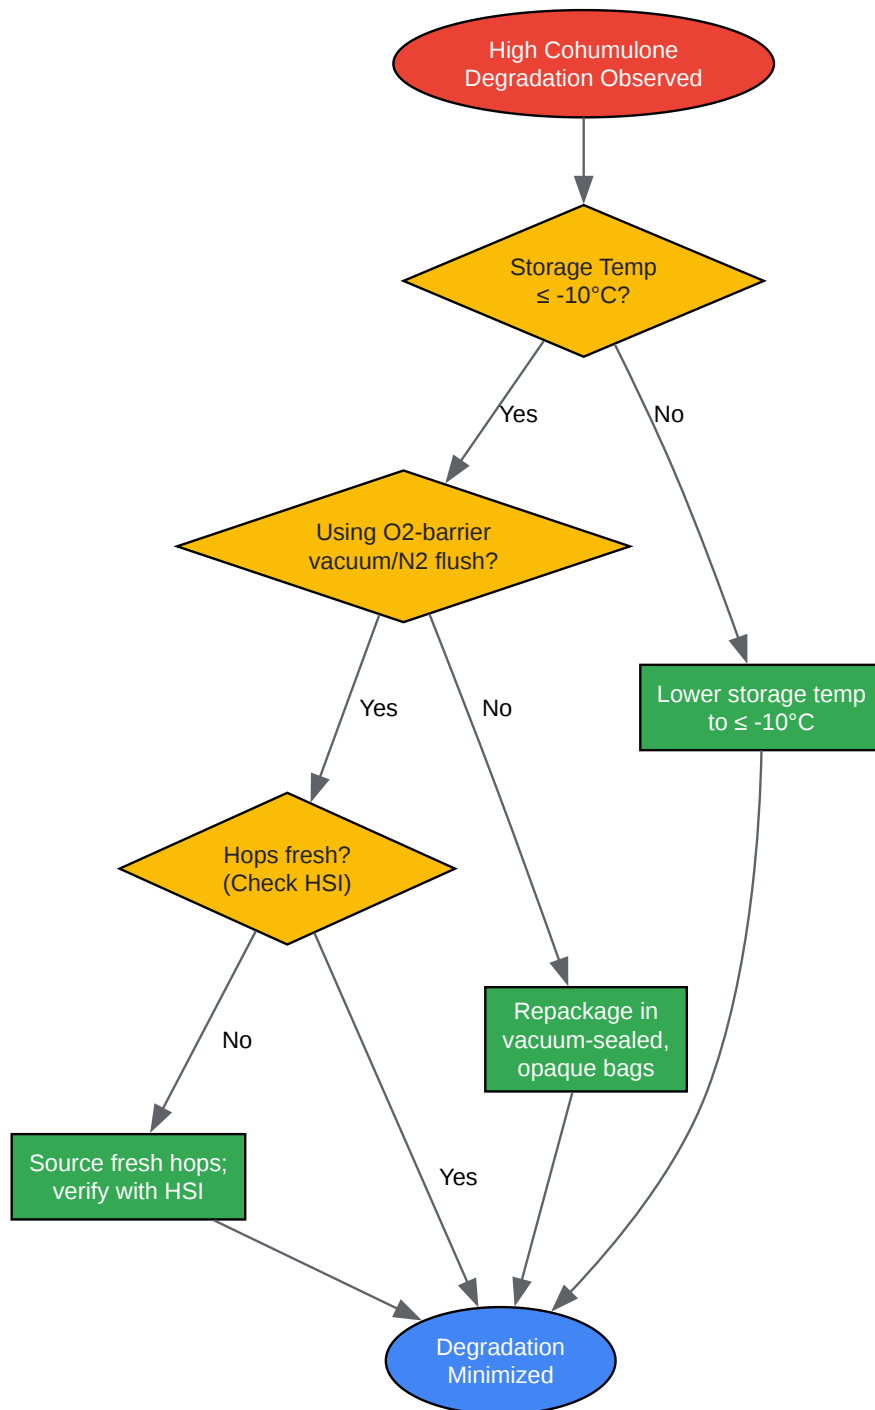 High Cohumulone
Degradation Observed
Storage Temp
≤ -10°C?
Yes
No
Using O2-barrier
vacuum/N2 flush?
Lower storage temp
to ≤ -10°C
Yes
No
Hops fresh?
(Check HSI)
Repackage in
vacuum-sealed,
opaque bags
No
Source fresh hops;
verify with HSI
Yes
Degradation
Minimized